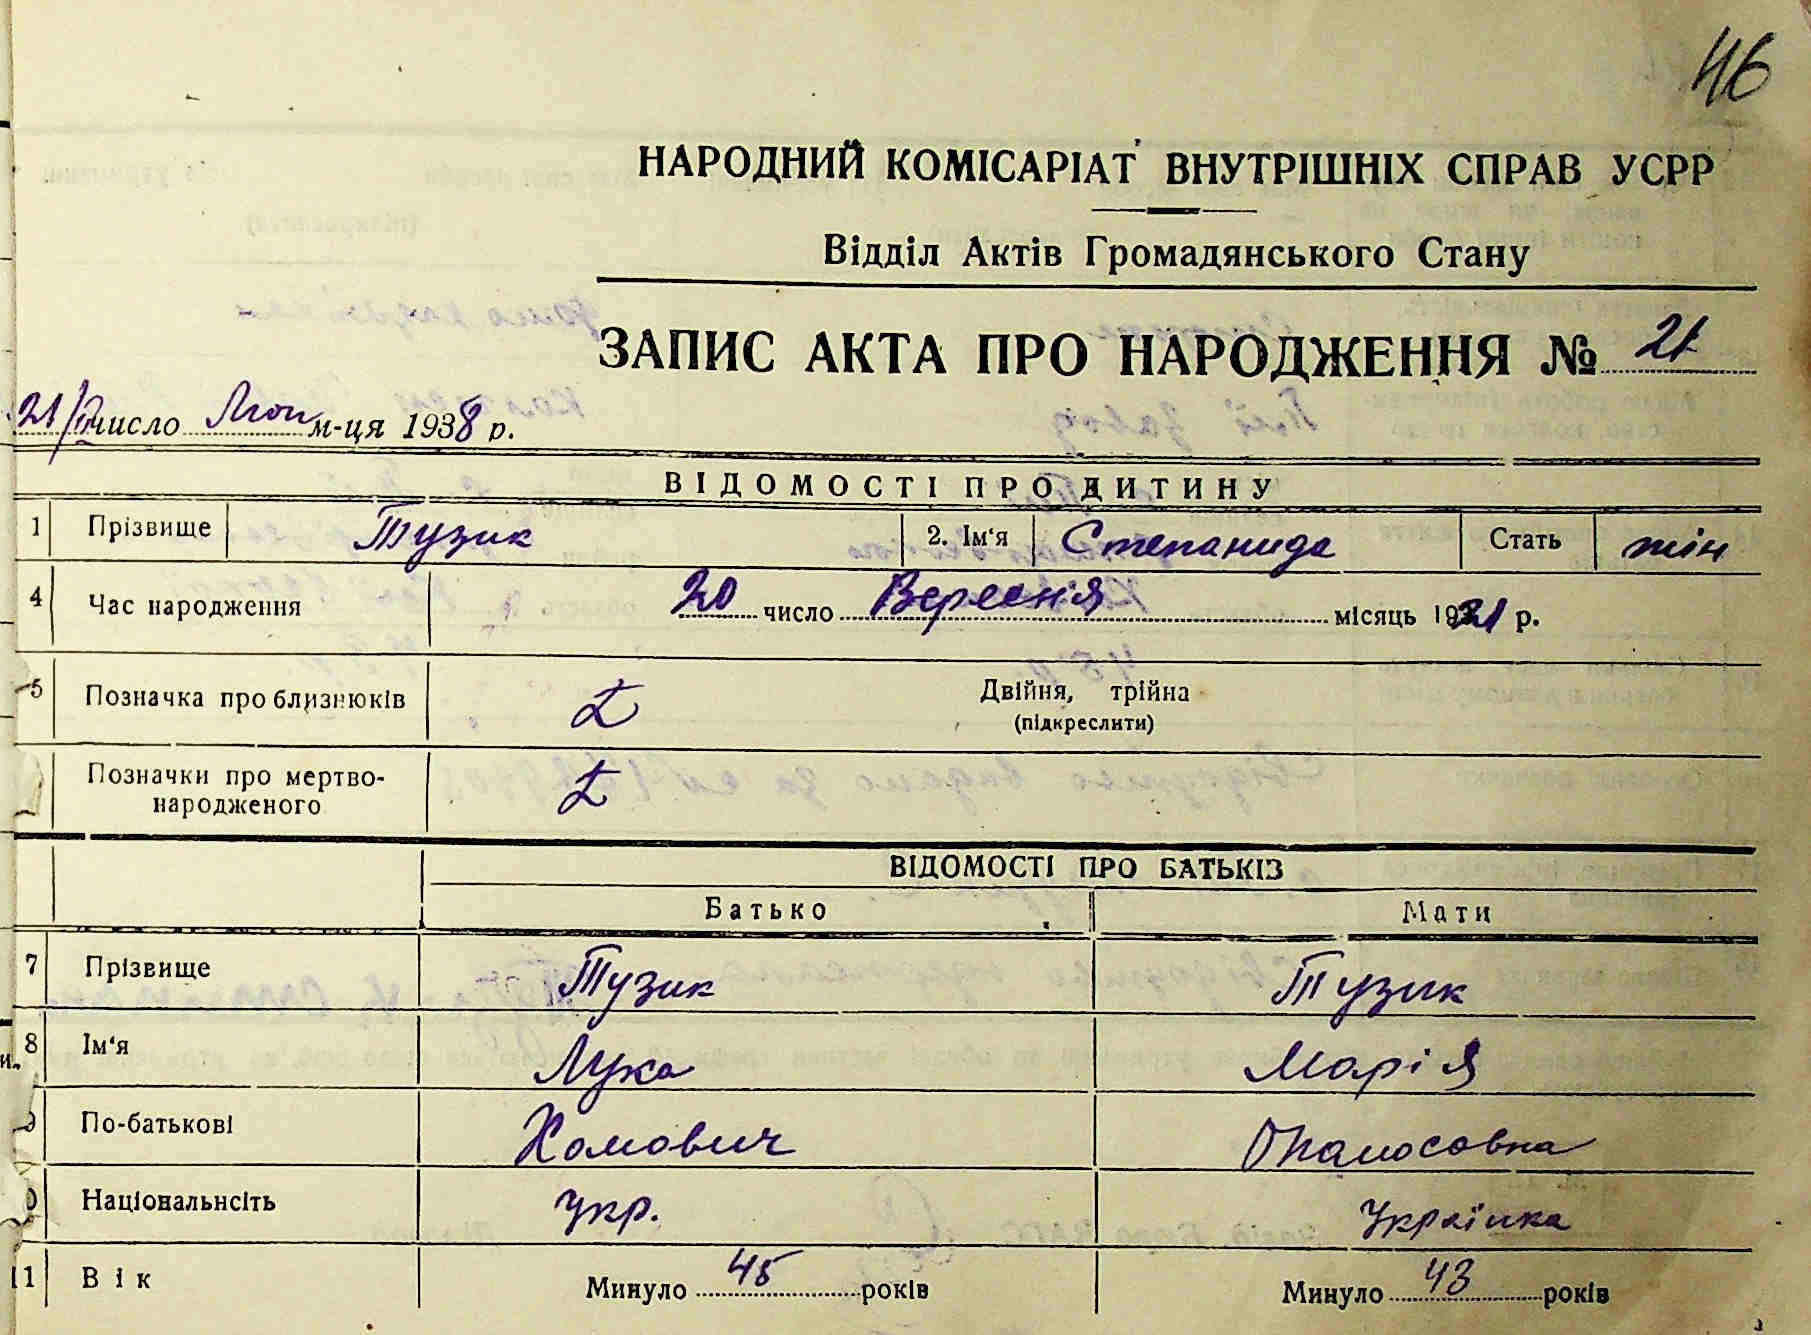 46
НАРОДНИЙ КОМІСАРІАТ ВНУТРІШНІХ СПРАВ УСРР
Відділ Актів Громадянського Стану
ЗАПИС АКТА ПРО НАРОДЖЕННЯ № 21
21/ число м-ця 1938 р.
ВІДОМОСТІ ПРО ДИТИНУ
1 Прізвище Тузик 2. Ім'я Степанида Стать жін
4 Час народження 20 число Вересня місяць 1921 р.
5 Позначка про близнюків Двійня, трійна
(підкреслити)
Позначки про мертво-
народженого
ВІДОМОСТІ ПРО БАТЬКІЗ
Батько Мати
7 Прізвище Тузик Тузик
8 Ім'я Лука Марія
9 По-батькові Хомович Опанасовна
0 Національнсіть укр. Українка
11 Вік Минуло 45 років Минуло 43 років